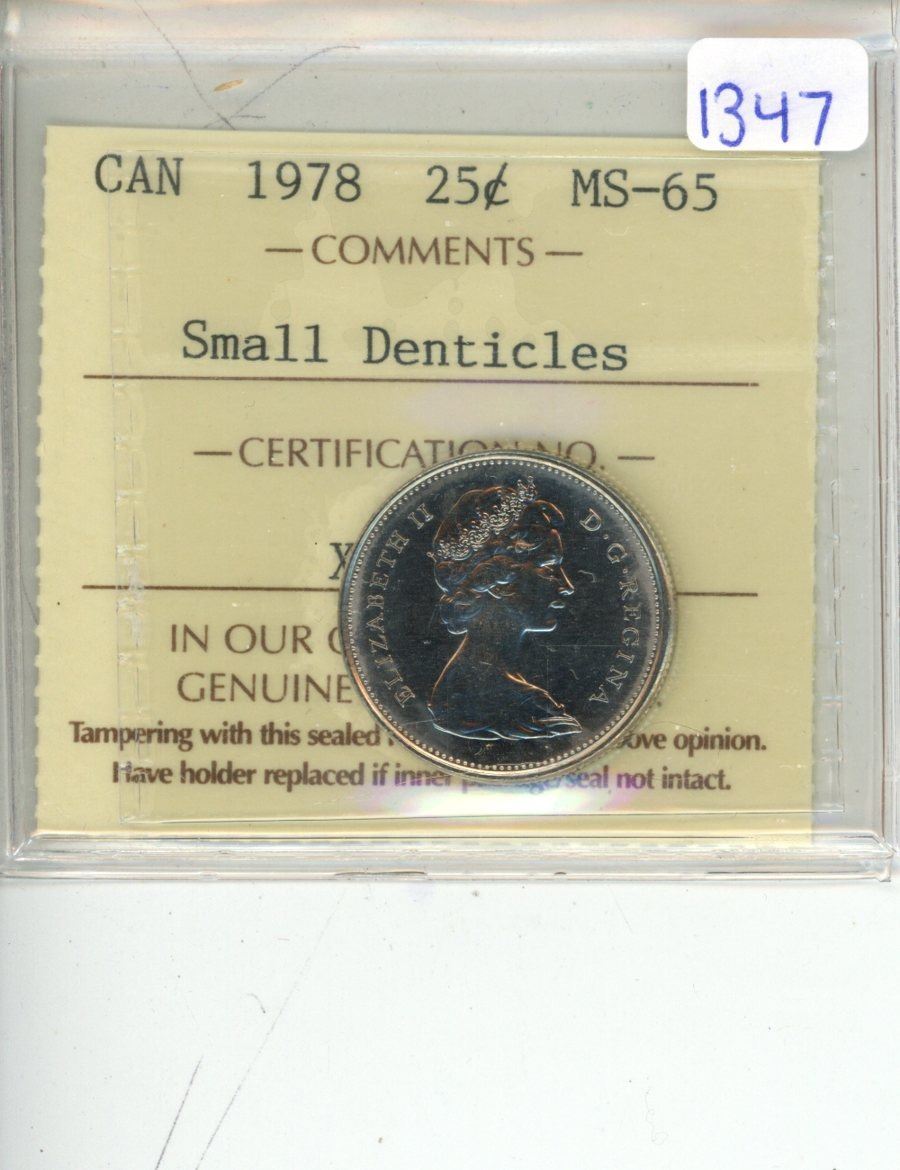 1347
CAN 1978 25¢ MS-65
— COMMENTS —
Small Denticles
— CERTIFICATION NO. —
X
ELIZABETH II D·G·REGINA
IN OUR
GENUINE
Tampering with this sealed ove opinion.
Have holder replaced if inner seal not intact.